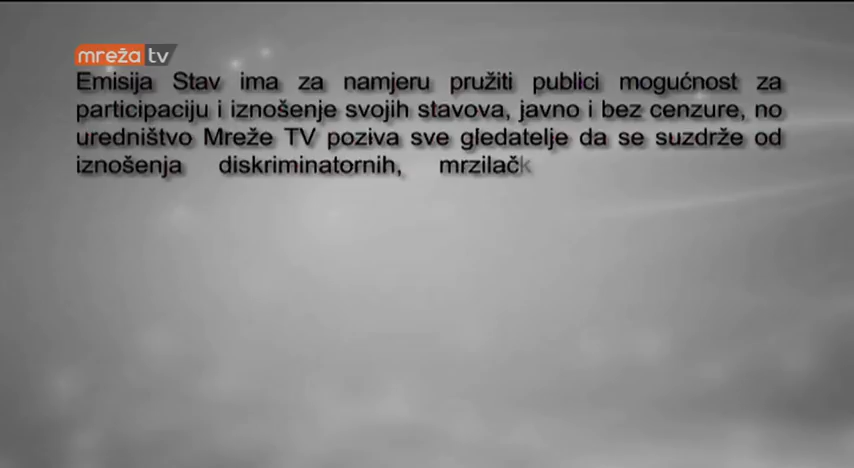 mreža tv
Emisija Stav ima za namjeru pružiti publici mogućnost za
participaciju i iznošenje svojih stavova, javno i bez cenzure, no
uredništvo Mreže TV poziva sve gledatelje da se suzdrže od
iznošenja diskriminatornih, mrzilačk